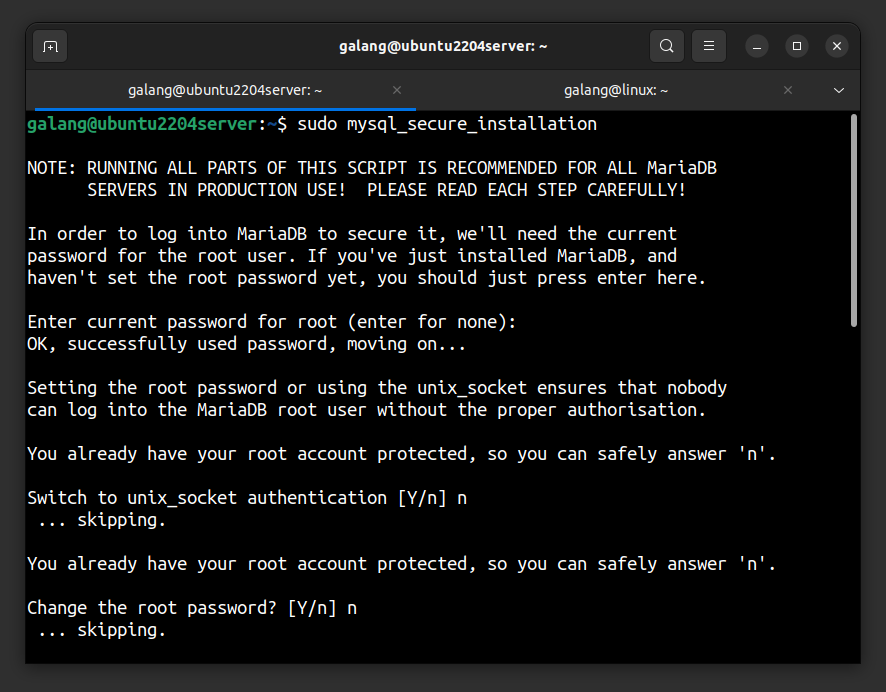 galang@ubuntu2204server: ~
galang@ubuntu2204server: ~
galang@linux: ~
galang@ubuntu2204server:~$ sudo mysql_secure_installation
NOTE: RUNNING ALL PARTS OF THIS SCRIPT IS RECOMMENDED FOR ALL MariaDB
SERVERS IN PRODUCTION USE!  PLEASE READ EACH STEP CAREFULLY!
In order to log into MariaDB to secure it, we'll need the current
password for the root user. If you've just installed MariaDB, and
haven't set the root password yet, you should just press enter here.
Enter current password for root (enter for none):
OK, successfully used password, moving on...
Setting the root password or using the unix_socket ensures that nobody
can log into the MariaDB root user without the proper authorisation.
You already have your root account protected, so you can safely answer 'n'.
Switch to unix_socket authentication [Y/n] n
... skipping.
You already have your root account protected, so you can safely answer 'n'.
Change the root password? [Y/n] n
... skipping.